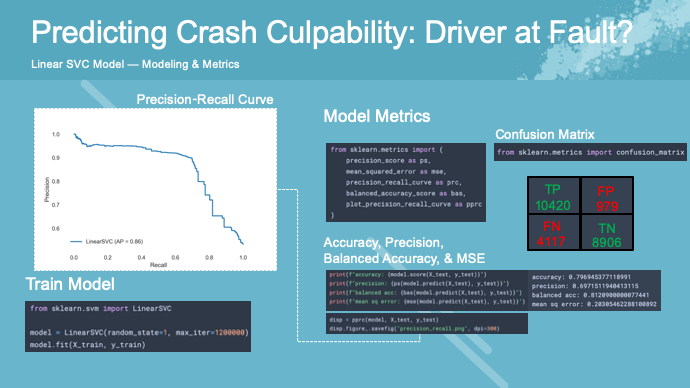 Predicting Crash Culpability: Driver at Fault?
Linear SVC Model — Modeling & Metrics
Precision-Recall Curve
1.0
0.9
0.8
0.7
0.6
Precision
LinearSVC (AP = 0.86)
0.0 0.2 0.4 0.6 0.8 1.0
Recall
Train Model
from sklearn.svm import LinearSVC
model = LinearSVC(random_state=1, max_iter=1200000)
model.fit(X_train, y_train)
Model Metrics
from sklearn.metrics import (
precision_score as ps,
mean_squared_error as mse,
precision_recall_curve as prc,
balanced_accuracy_score as bas,
plot_precision_recall_curve as pprc
)
Confusion Matrix
from sklearn.metrics import confusion_matrix
TP FP
10420 979
FN TN
4117 8906
Accuracy, Precision,
Balanced Accuracy, & MSE
print(f"accuracy: {model.score(X_test, y_test)}")
print(f"precision: {ps(model.predict(X_test), y_test)}")
print(f"balanced acc: {bas(model.predict(X_test), y_test)}")
print(f"mean sq error: {mse(model.predict(X_test), y_test)}")
accuracy: 0.796945377118991
precision: 0.6971511940413115
balanced acc: 0.8120900000077441
mean sq error: 0.20305462288100892
disp = pprc(model, X_test, y_test)
disp.figure_.savefig("precision_recall.png", dpi=300)